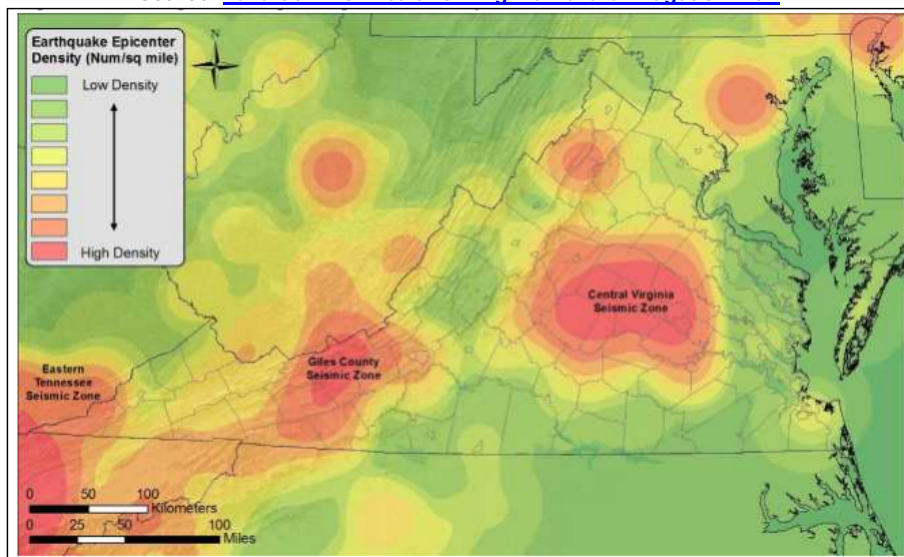 Earthquake Epicenter
Density (Num/sq mile)
Low Density
High Density
N
Central Virginia
Seismic Zone
Giles County
Seismic Zone
Eastern
Tennessee
Seismic Zone
0 50 100
Kilometers
0 25 50 100
Miles